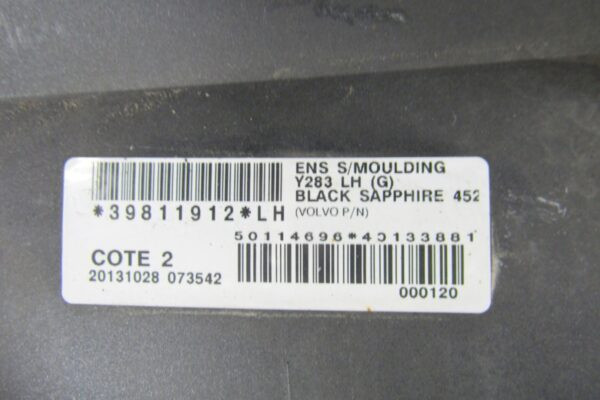 ENS S/MOULDING
Y283 LH (G)
BLACK SAPPHIRE 452
*39811912*LH
(VOLVO P/N)
50114696*40133881
COTE 2
20131028 073542
000120